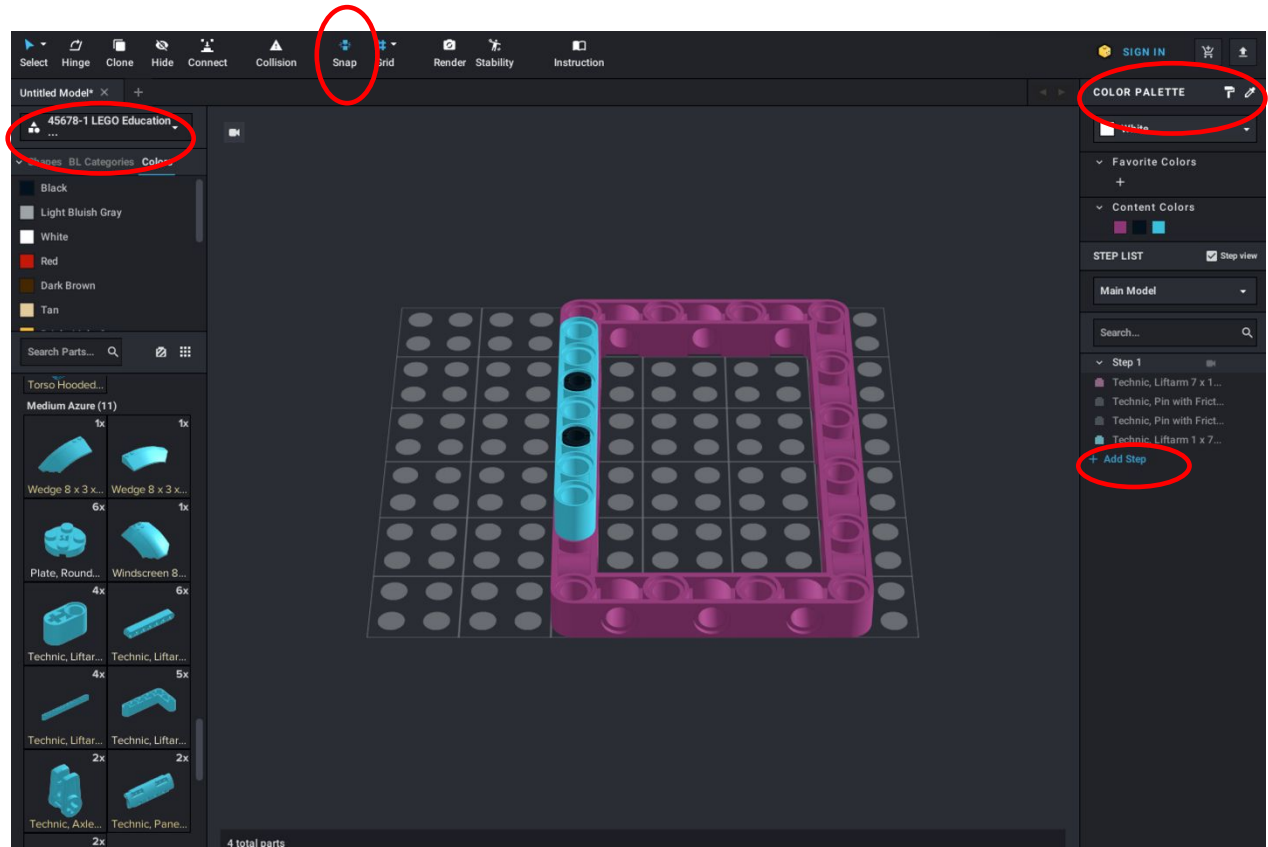 Select Hinge Clone Hide Connect Collision Snap Grid Render Stability Instruction
SIGN IN
Untitled Model* × +
COLOR PALETTE
45678-1 LEGO Education
...
White
Shapes BL Categories Colors
Favorite Colors
+
Black
Light Bluish Gray
White
Red
Dark Brown
Tan
Content Colors
STEP LIST Step view
Main Model
Search...
Search Parts...
Step 1
Technic, Liftarm 7 x 1...
Technic, Pin with Frict...
Technic, Pin with Frict...
Technic, Liftarm 1 x 7...
+ Add Step
Torso Hooded...
Medium Azure (11)
1x 1x
Wedge 8 x 3 x... Wedge 8 x 3 x...
6x 1x
Plate, Round... Windscreen 8...
4x 6x
Technic, Liftar... Technic, Liftar...
4x 5x
Technic, Liftar... Technic, Liftar...
2x 2x
Technic, Axle... Technic, Pane...
2x
4 total parts